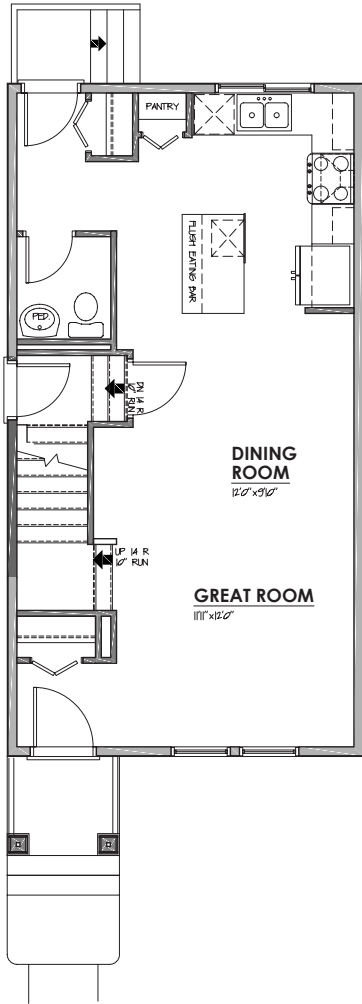 PANTRY
FLUSH EATING BAR
PED.
DN 14 R
10" RUN
DINING
ROOM
12'0"x9'10"
UP 14 R
10" RUN
GREAT ROOM
11'11"x12'0"